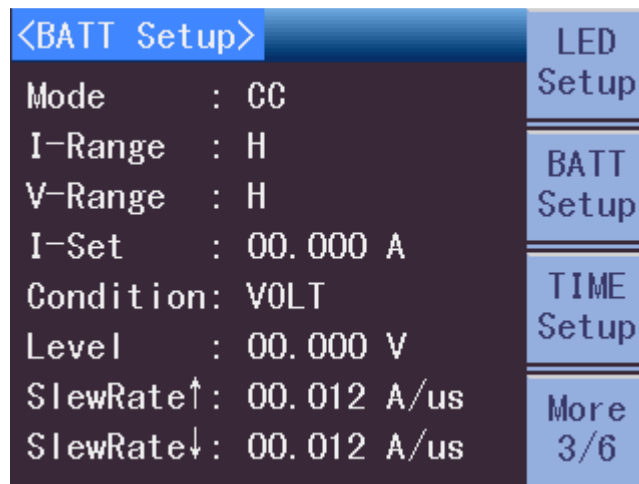 <BATT Setup>
Mode : CC
I-Range : H
V-Range : H
I-Set : 00.000 A
Condition: VOLT
Level : 00.000 V
SlewRate↑: 00.012 A/us
SlewRate↓: 00.012 A/us
LED
Setup
BATT
Setup
TIME
Setup
More
3/6